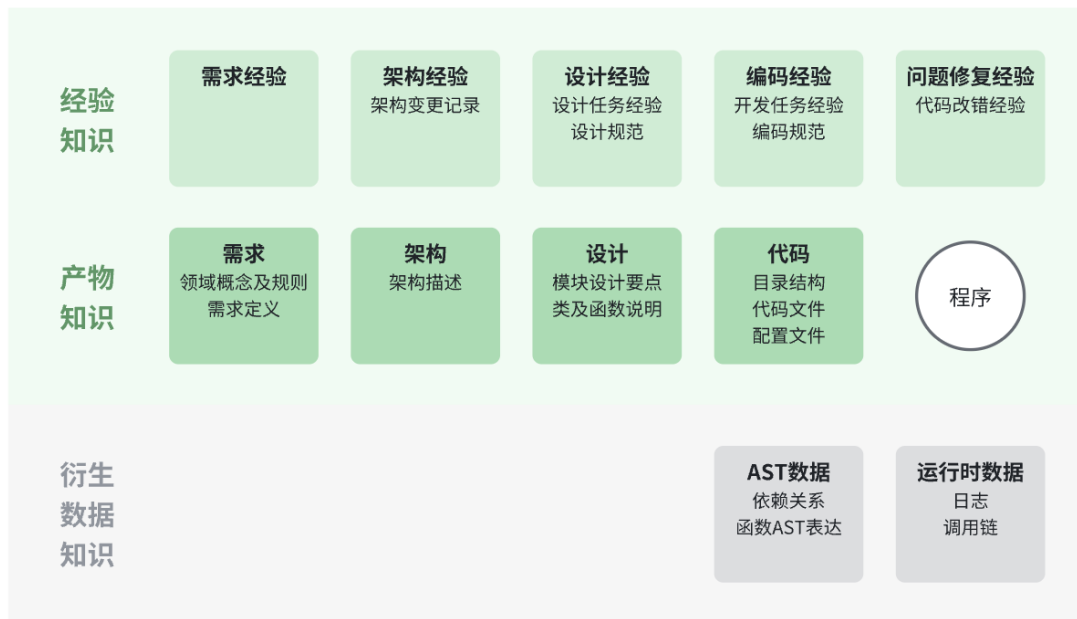 经验
知识
需求经验
架构经验
架构变更记录
设计经验
设计任务经验
设计规范
编码经验
开发任务经验
编码规范
问题修复经验
代码改错经验
产物
知识
需求
领域概念及规则
需求定义
架构
架构描述
设计
模块设计要点
类及函数说明
代码
目录结构
代码文件
配置文件
程序
衍生
数据
知识
AST数据
依赖关系
函数AST表达
运行时数据
日志
调用链